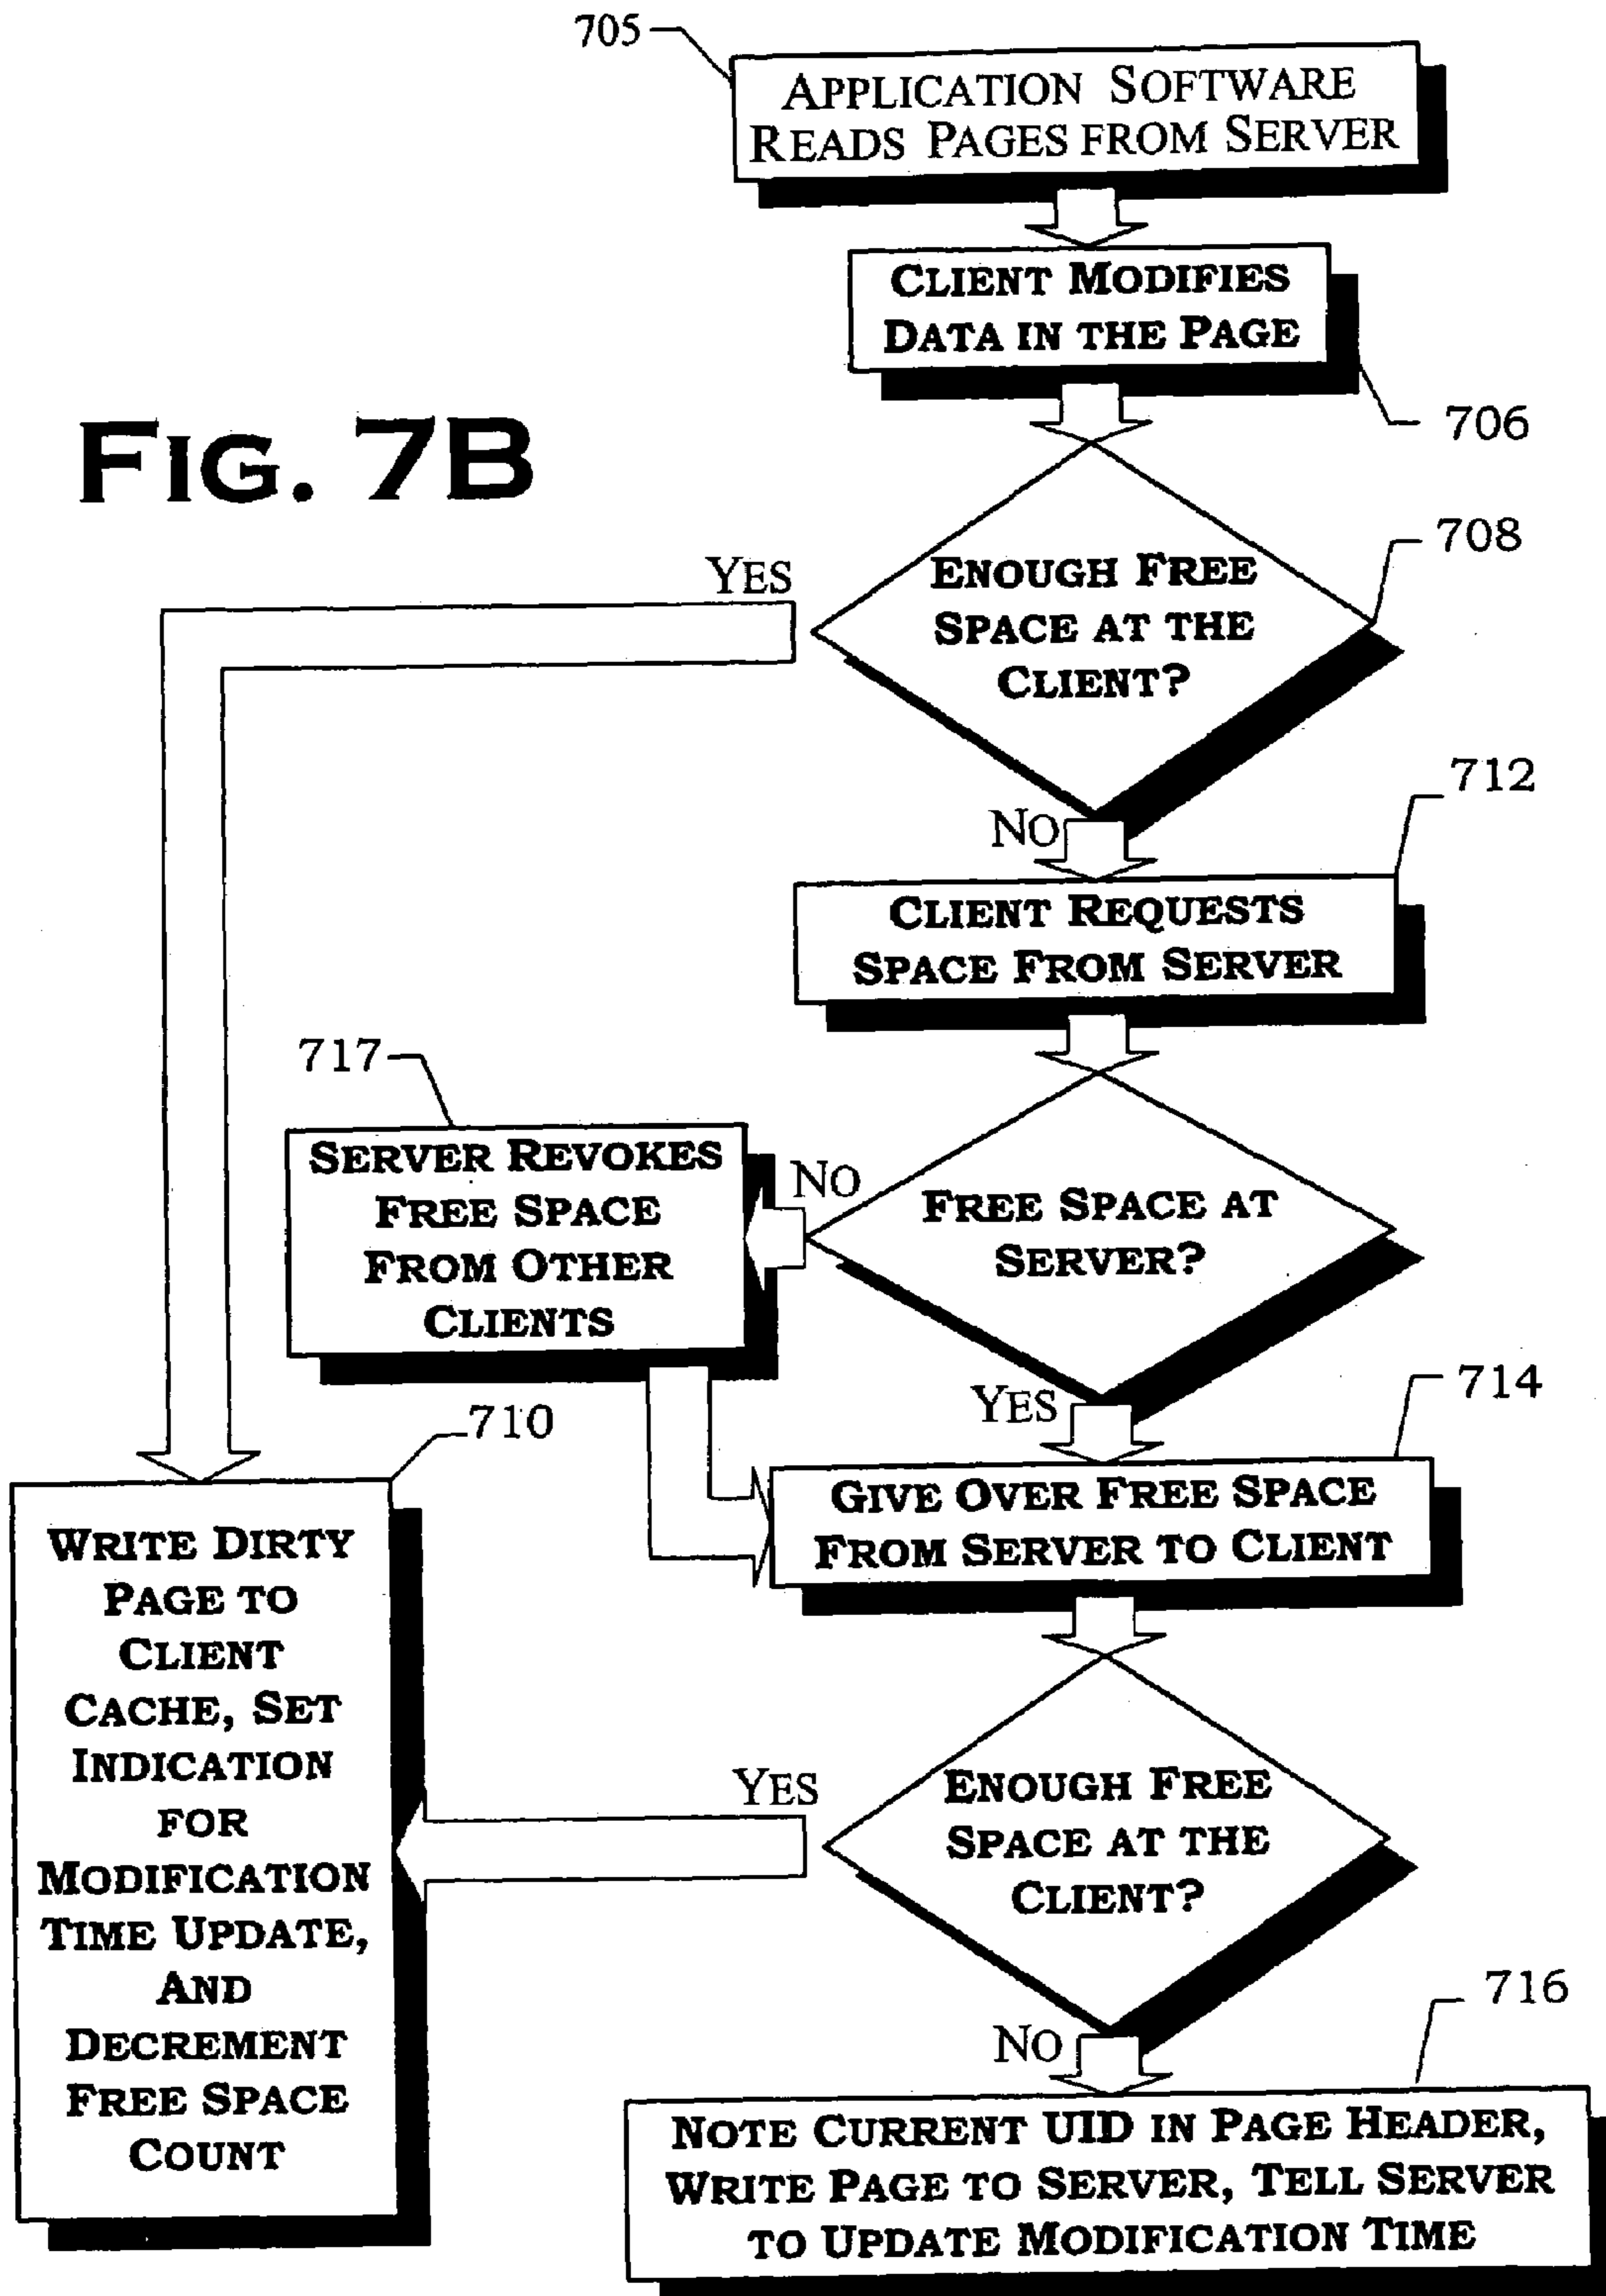 705
APPLICATION SOFTWARE
READS PAGES FROM SERVER
CLIENT MODIFIES
DATA IN THE PAGE
706
FIG. 7B
708
YES
ENOUGH FREE
SPACE AT THE
CLIENT?
712
NO
CLIENT REQUESTS
SPACE FROM SERVER
717
SERVER REVOKES
FREE SPACE
FROM OTHER
CLIENTS
NO
FREE SPACE AT
SERVER?
714
YES
710
GIVE OVER FREE SPACE
FROM SERVER TO CLIENT
WRITE DIRTY
PAGE TO
CLIENT
CACHE, SET
INDICATION
FOR
MODIFICATION
TIME UPDATE,
AND
DECREMENT
FREE SPACE
COUNT
YES
ENOUGH FREE
SPACE AT THE
CLIENT?
716
NO
NOTE CURRENT UID IN PAGE HEADER,
WRITE PAGE TO SERVER, TELL SERVER
TO UPDATE MODIFICATION TIME